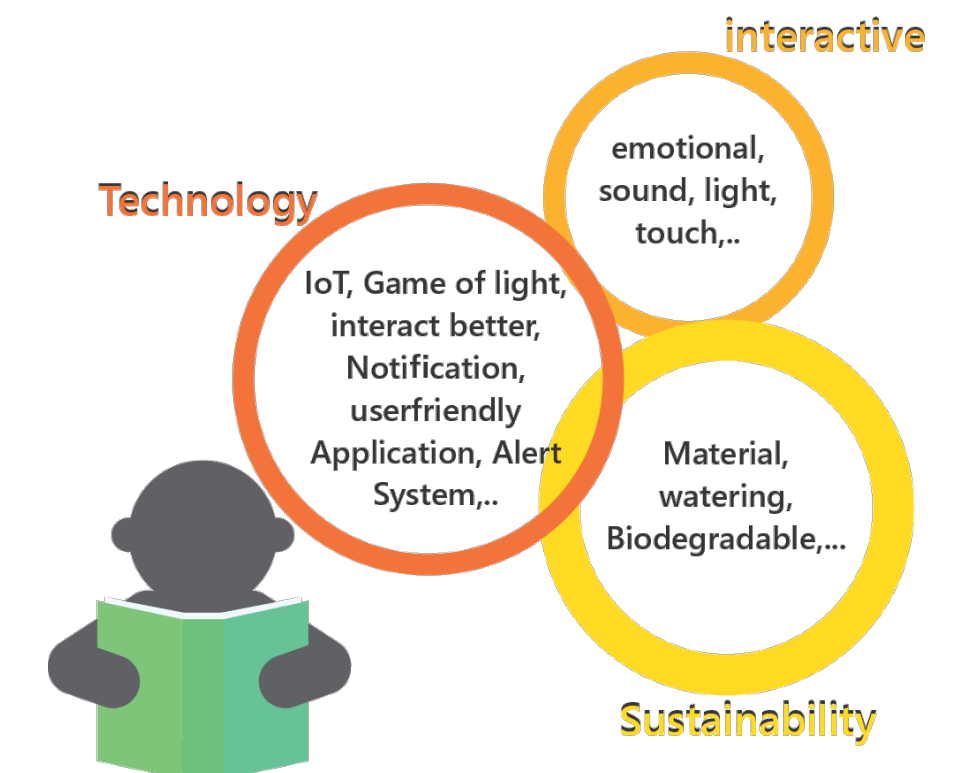 interactive
emotional,
sound, light,
touch,..
Technology
IoT, Game of light,
interact better,
Notification,
userfriendly
Application, Alert
System,..
Material,
watering,
Biodegradable,...
Sustainability